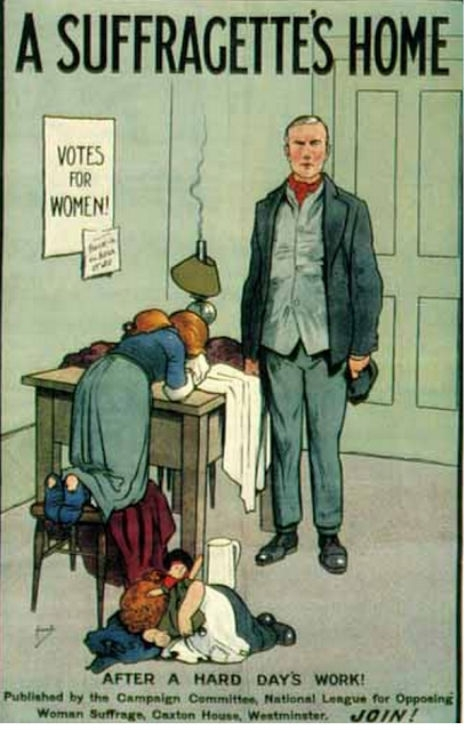 A SUFFRAGETTE'S HOME
VOTES
FOR
WOMEN!
AFTER A HARD DAY'S WORK!
Published by the Campaign Committee, National League for Opposing
Woman Suffrage, Caxton House, Westminster. JOIN!